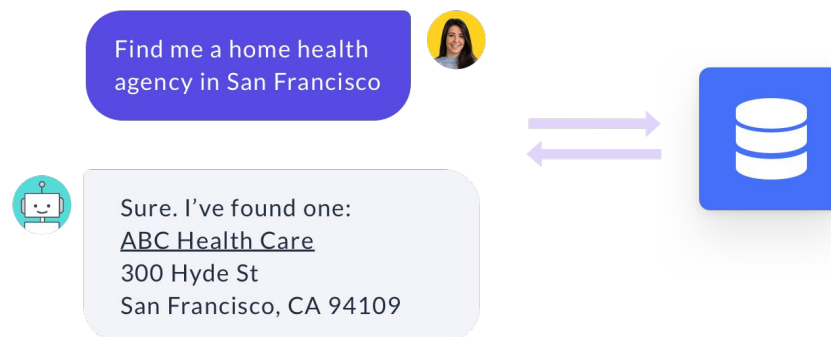 Find me a home health
agency in San Francisco
Sure. I’ve found one:
ABC Health Care
300 Hyde St
San Francisco, CA 94109